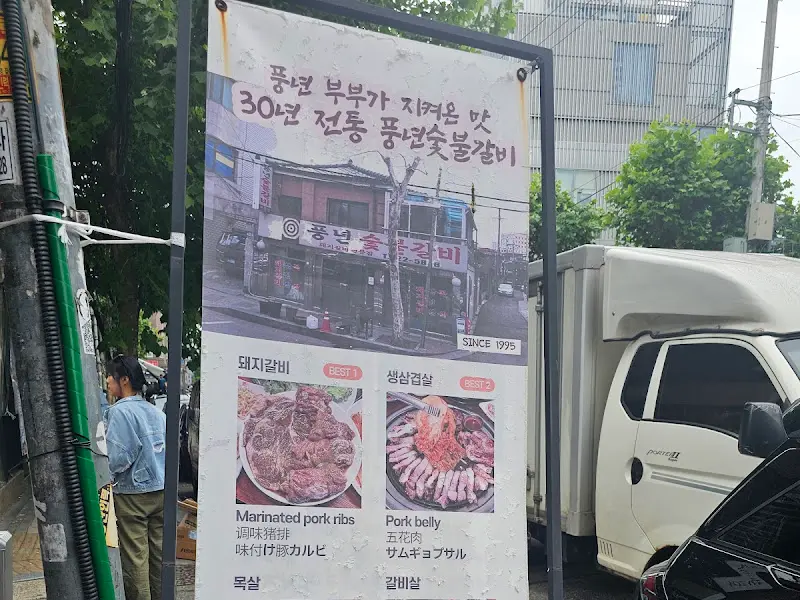 풍년 부부가 지켜온 맛
30년 전통 풍년숯불갈비
풍년 숯불갈비
SINCE 1995
돼지갈비
BEST 1
생삼겹살
BEST 2
Marinated pork ribs
调味猪排
味付け豚カルビ
Pork belly
五花肉
サムギョプサル
목살
갈비살
PORTER II
28